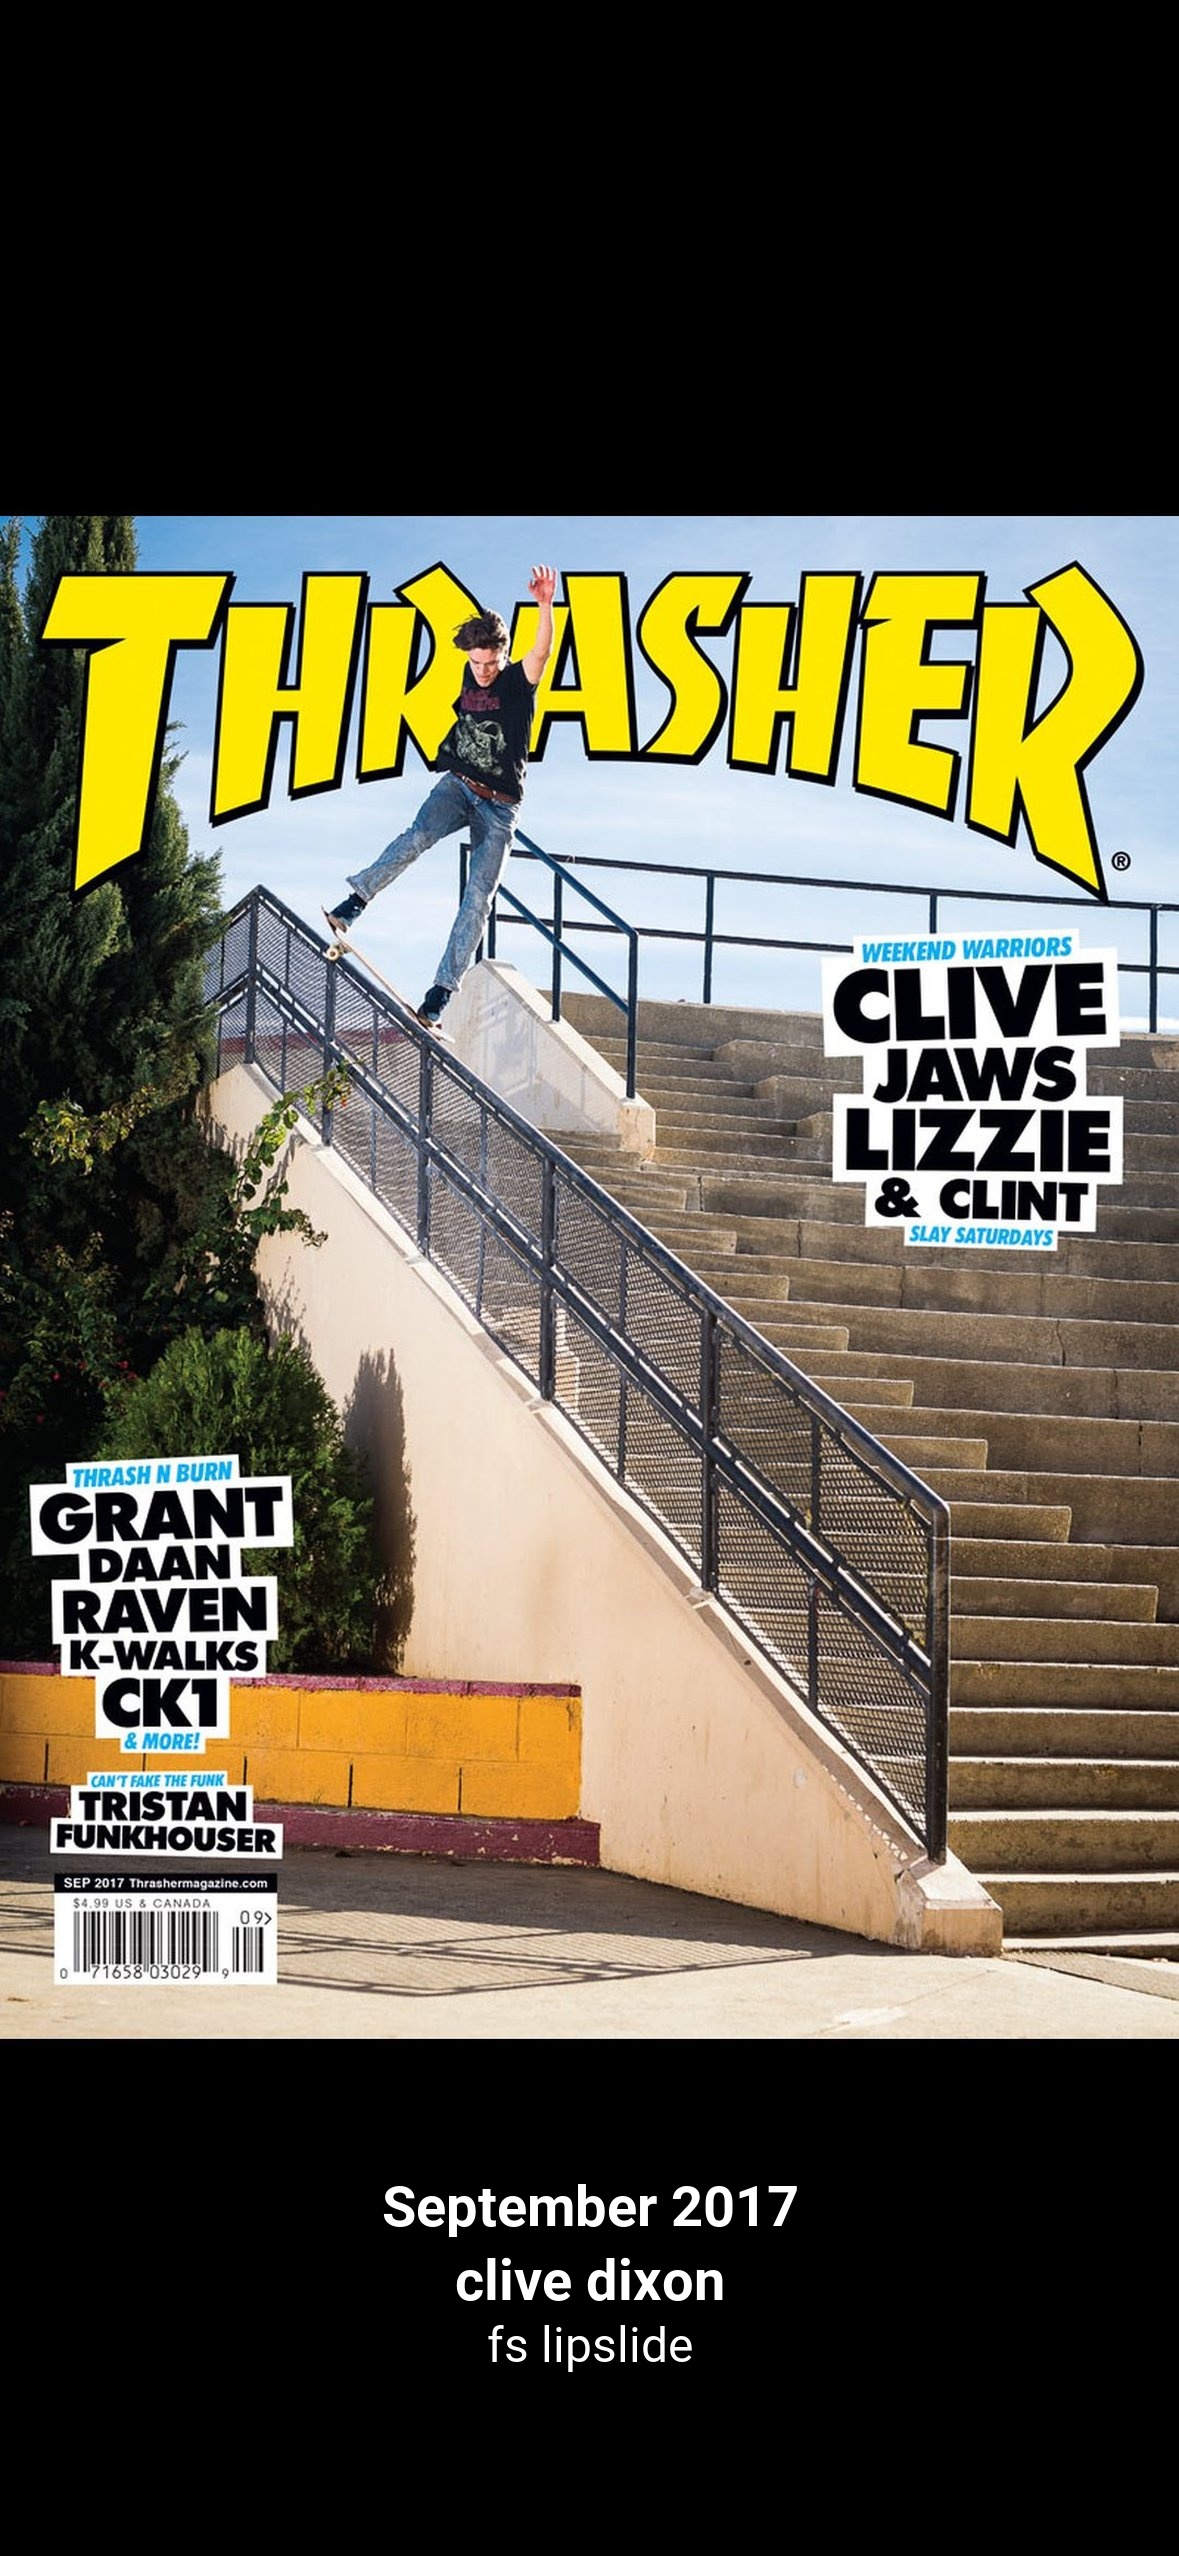 THRASHER®
WEEKEND WARRIORS
CLIVE
JAWS
LIZZIE
& CLINT
SLAY SATURDAYS
THRASH N BURN
GRANT
DAAN
RAVEN
K-WALKS
CK1
& MORE!
CAN'T FAKE THE FUNK
TRISTAN
FUNKHOUSER
SEP 2017 Thrashermagazine.com
$4.99 US & CANADA
09>
0 71658 03029 9
September 2017
clive dixon
fs lipslide